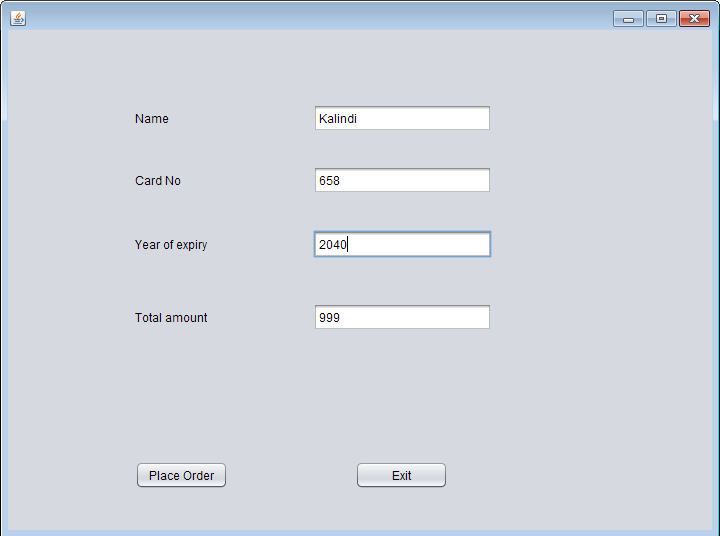 Name Kalindi
Card No 658
Year of expiry 2040
Total amount 999
Place Order Exit